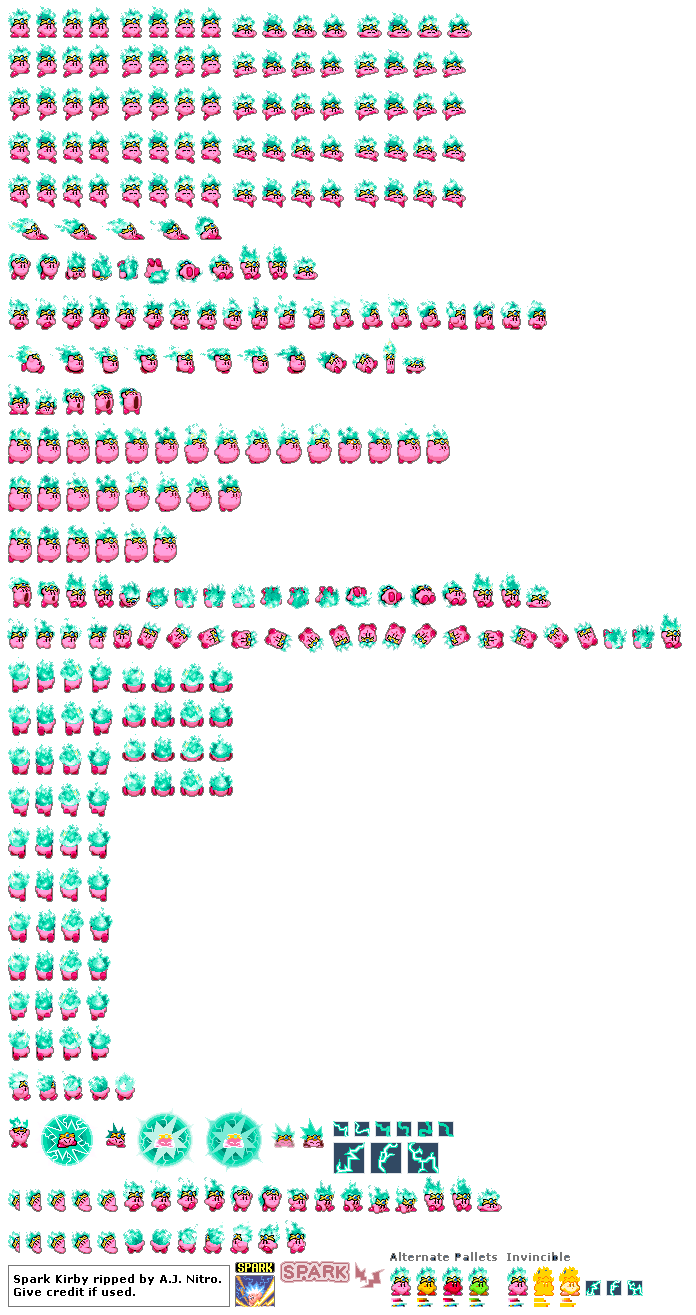 Alternate Pallets Invincible
Spark Kirby ripped by A.J. Nitro.
Give credit if used.
SPARK
SPARK